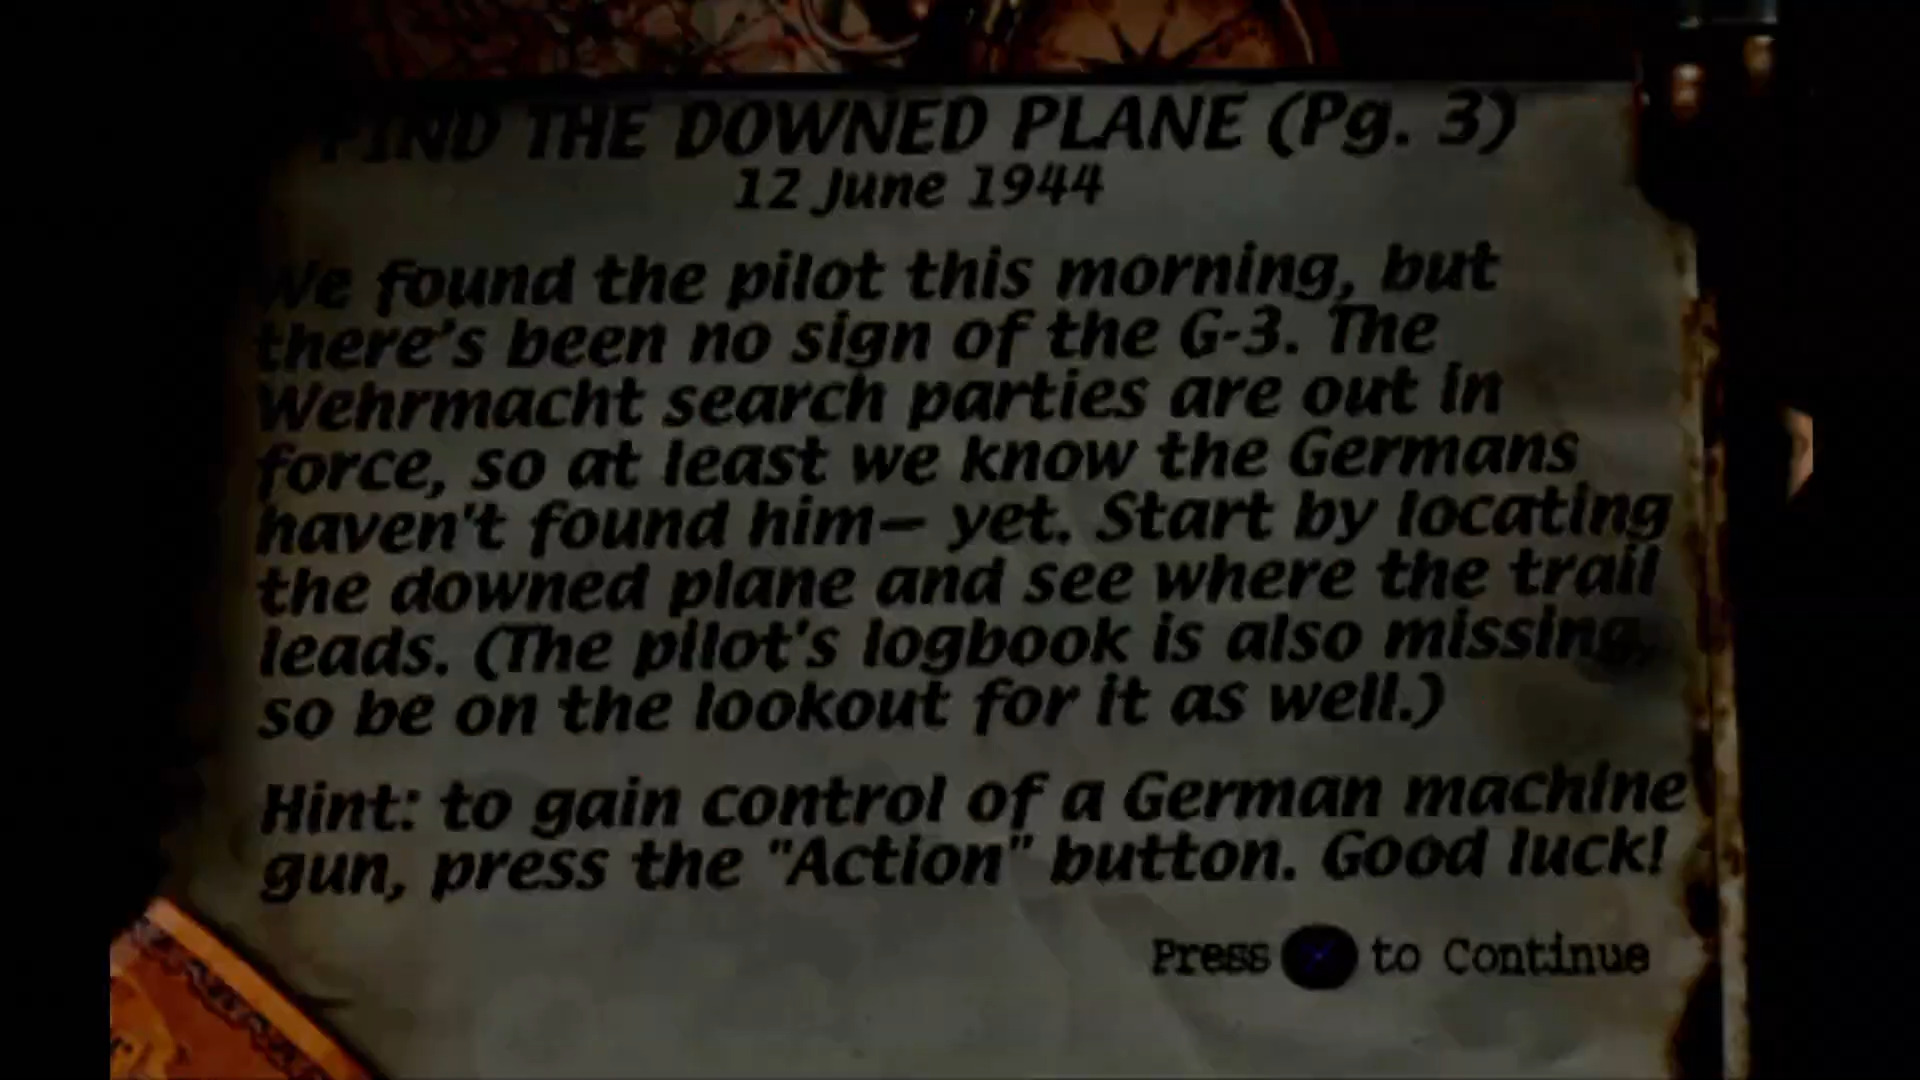 FIND THE DOWNED PLANE (Pg. 3)
12 June 1944
We found the pilot this morning, but
there's been no sign of the G-3. The
Wehrmacht search parties are out in
force, so at least we know the Germans
haven't found him— yet. Start by locating
the downed plane and see where the trail
leads. (The pilot's logbook is also missing,
so be on the lookout for it as well.)
Hint: to gain control of a German machine
gun, press the "Action" button. Good luck!
Press X to Continue